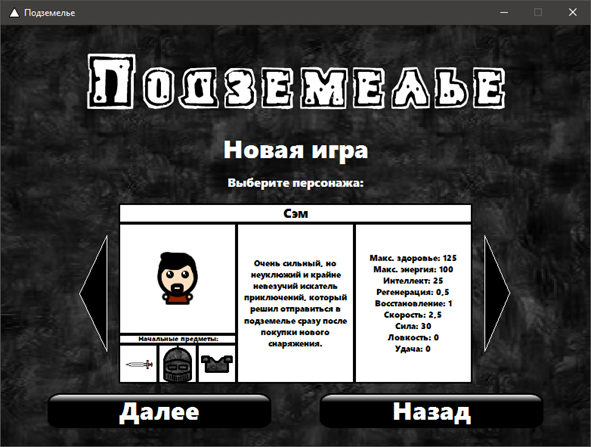 Подземелье
Подземелье
Новая игра
Выберите персонажа:
Сэм
Начальные предметы:
Очень сильный, но
неуклюжий и крайне
невезучий искатель
приключений, который
решил отправиться в
подземелье сразу после
покупки нового
снаряжения.
Макс. здоровье: 125
Макс. энергия: 100
Интеллект: 25
Регенерация: 0,5
Восстановление: 1
Скорость: 2,5
Сила: 30
Ловкость: 0
Удача: 0
Далее
Назад